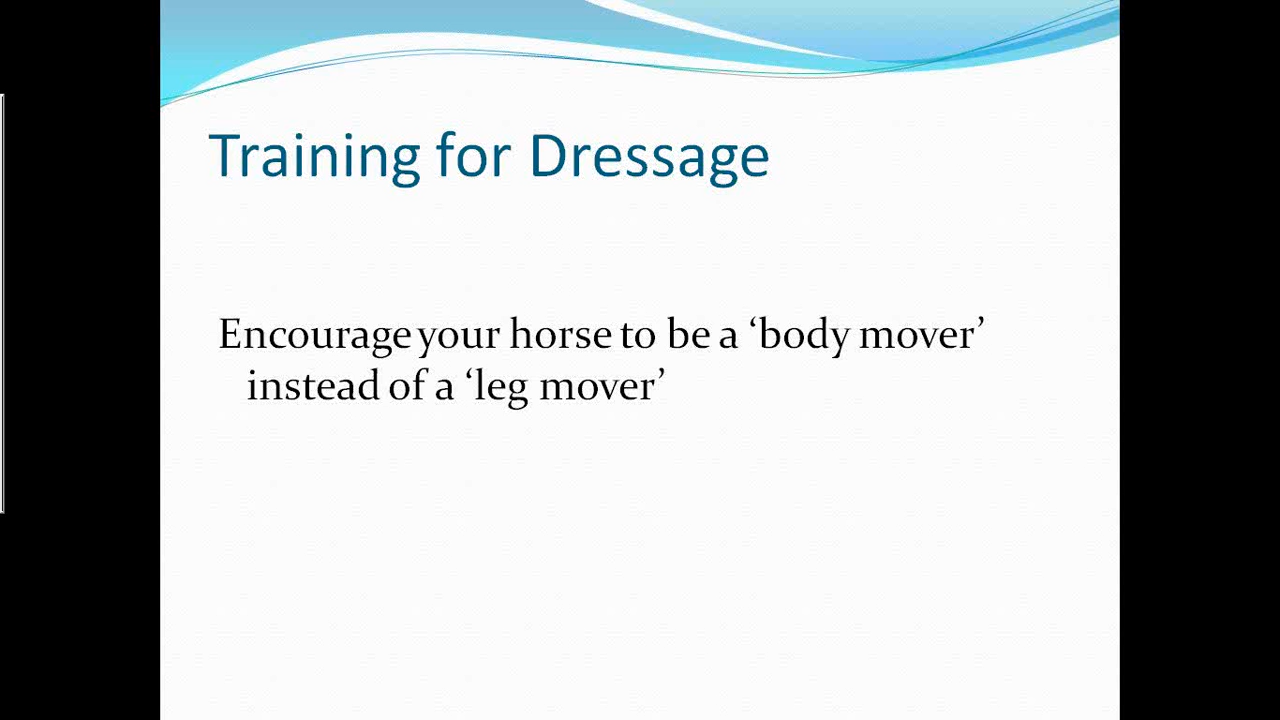 Training for Dressage
Encourage your horse to be a ‘body mover’
instead of a ‘leg mover’